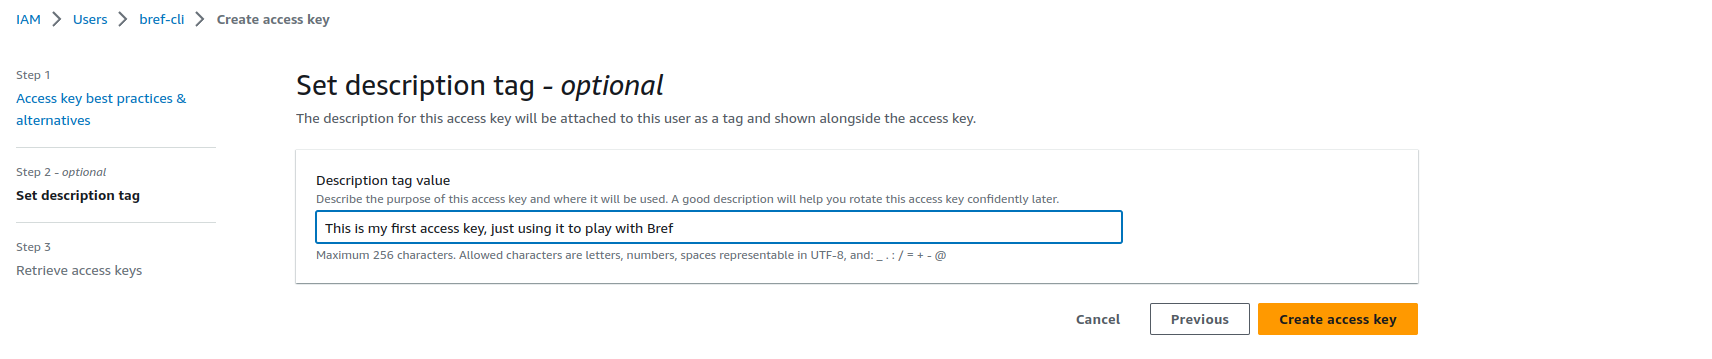 IAM > Users > bref-cli > Create access key
Step 1
Access key best practices &
alternatives
Step 2 - optional
Set description tag
Step 3
Retrieve access keys
Set description tag - optional
The description for this access key will be attached to this user as a tag and shown alongside the access key.
Description tag value
Describe the purpose of this access key and where it will be used. A good description will help you rotate this access key confidently later.
This is my first access key, just using it to play with Bref
Maximum 256 characters. Allowed characters are letters, numbers, spaces representable in UTF-8, and: _ . : / = + - @
Cancel Previous Create access key